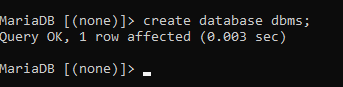 MariaDB [(none)]> create database dbms;
Query OK, 1 row affected (0.003 sec)
MariaDB [(none)]>